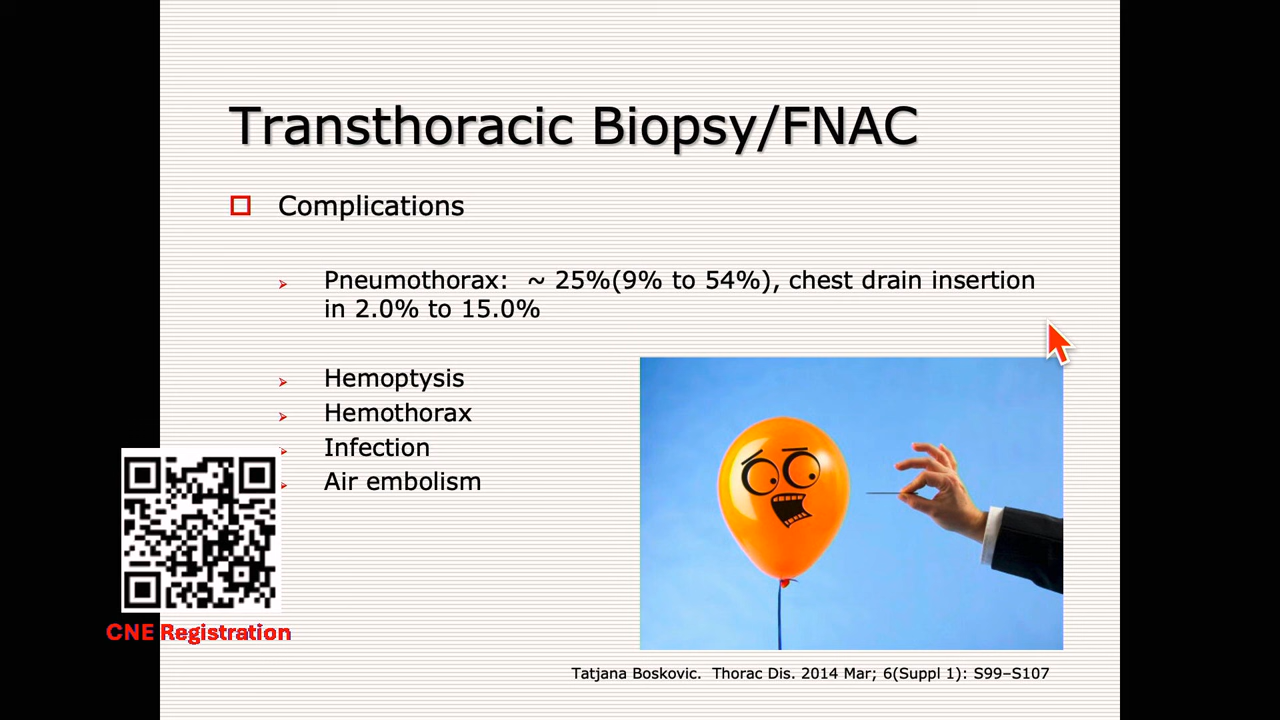 Transthoracic Biopsy/FNAC
Complications
Pneumothorax:  ~ 25%(9% to 54%), chest drain insertion
in 2.0% to 15.0%
Hemoptysis
Hemothorax
Infection
Air embolism
CNE Registration
Tatjana Boskovic.  Thorac Dis. 2014 Mar; 6(Suppl 1): S99–S107